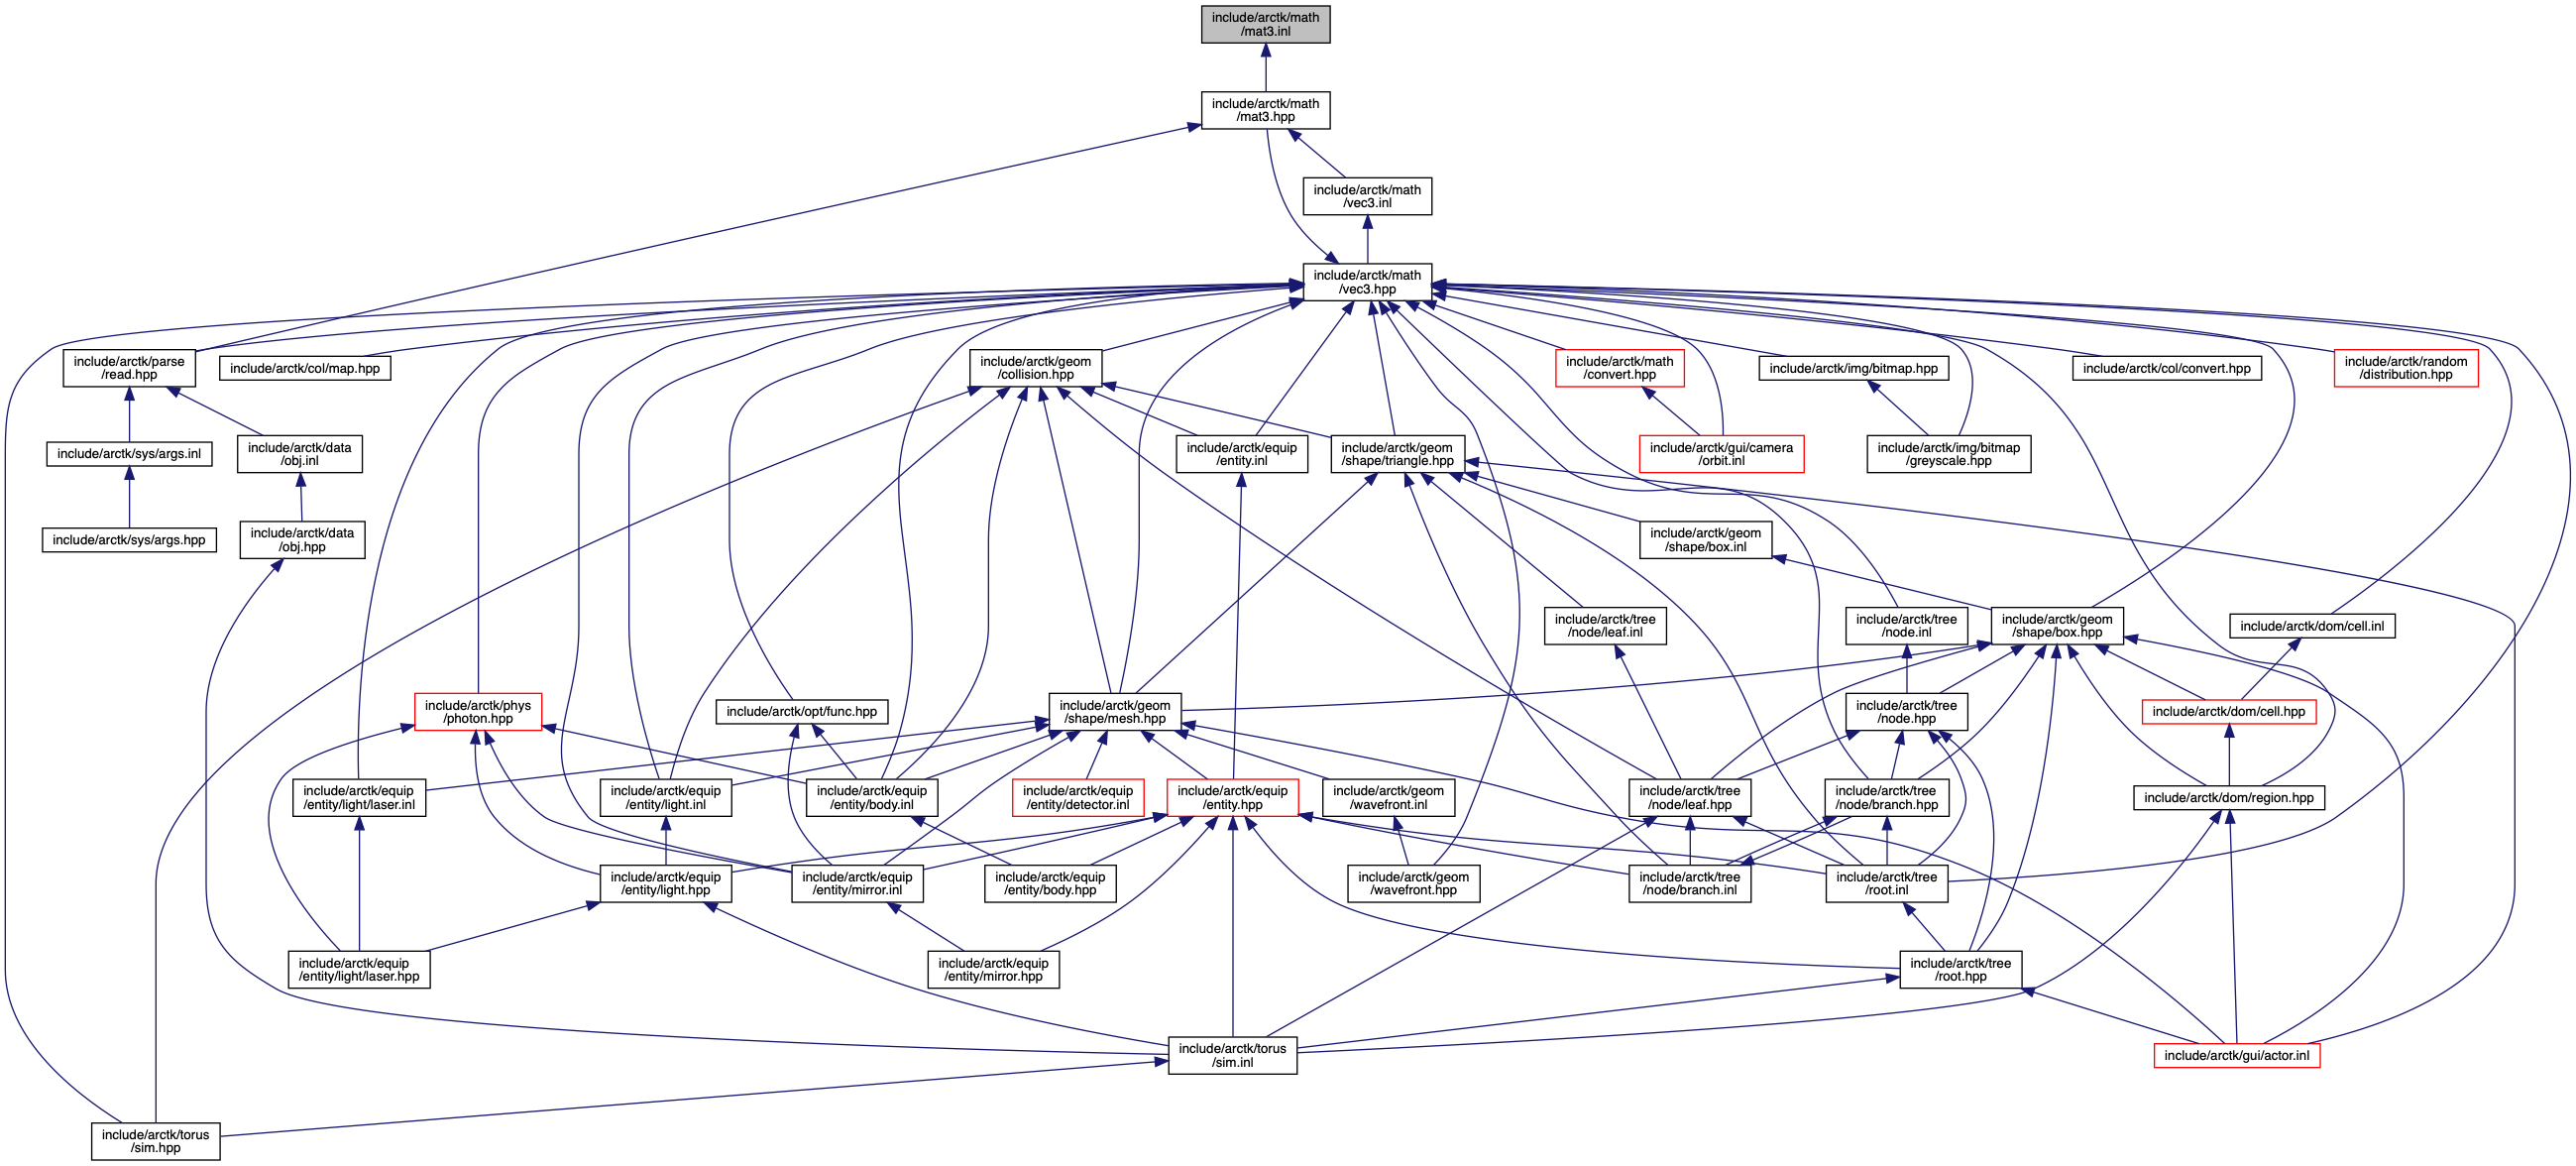 include/arctk/math
/mat3.inl
include/arctk/math
/mat3.hpp
include/arctk/math
/vec3.inl
include/arctk/math
/vec3.hpp
include/arctk/parse
/read.hpp
include/arctk/col/map.hpp
include/arctk/geom
/collision.hpp
include/arctk/math
/convert.hpp
include/arctk/img/bitmap.hpp
include/arctk/col/convert.hpp
include/arctk/random
/distribution.hpp
include/arctk/sys/args.inl
include/arctk/data
/obj.inl
include/arctk/equip
/entity.inl
include/arctk/geom
/shape/triangle.hpp
include/arctk/gui/camera
/orbit.inl
include/arctk/img/bitmap
/greyscale.hpp
include/arctk/sys/args.hpp
include/arctk/data
/obj.hpp
include/arctk/geom
/shape/box.inl
include/arctk/tree
/node/leaf.inl
include/arctk/tree
/node.inl
include/arctk/geom
/shape/box.hpp
include/arctk/dom/cell.inl
include/arctk/phys
/photon.hpp
include/arctk/opt/func.hpp
include/arctk/geom
/shape/mesh.hpp
include/arctk/tree
/node.hpp
include/arctk/dom/cell.hpp
include/arctk/equip
/entity/light/laser.inl
include/arctk/equip
/entity/light.inl
include/arctk/equip
/entity/body.inl
include/arctk/equip
/entity/detector.inl
include/arctk/equip
/entity.hpp
include/arctk/geom
/wavefront.inl
include/arctk/tree
/node/leaf.hpp
include/arctk/tree
/node/branch.hpp
include/arctk/dom/region.hpp
include/arctk/equip
/entity/light.hpp
include/arctk/equip
/entity/mirror.inl
include/arctk/equip
/entity/body.hpp
include/arctk/geom
/wavefront.hpp
include/arctk/tree
/node/branch.inl
include/arctk/tree
/root.inl
include/arctk/equip
/entity/light/laser.hpp
include/arctk/equip
/entity/mirror.hpp
include/arctk/tree
/root.hpp
include/arctk/torus
/sim.inl
include/arctk/gui/actor.inl
include/arctk/torus
/sim.hpp